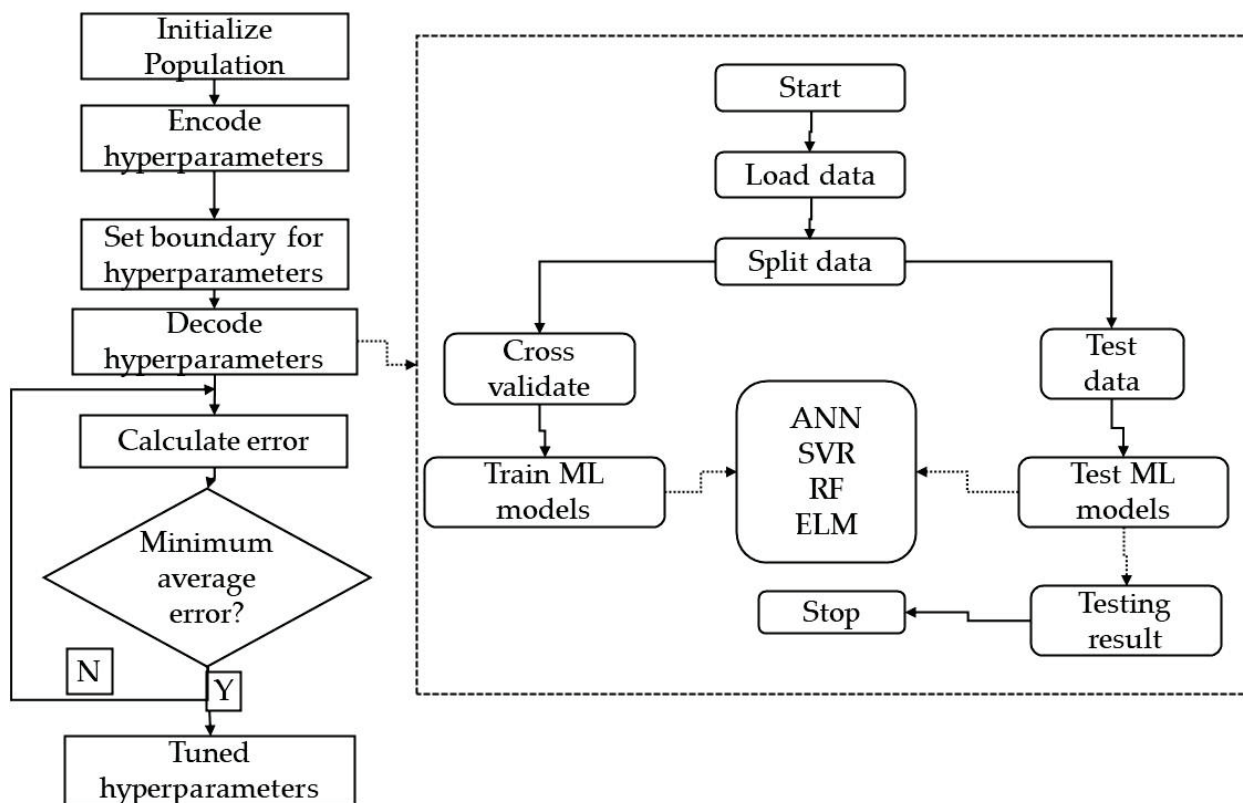 Initialize
Population
Encode
hyperparameters
Set boundary for
hyperparameters
Decode
hyperparameters
Calculate error
Minimum
average
error?
N
Y
Tuned
hyperparameters
Start
Load data
Split data
Cross
validate
Train ML
models
ANN
SVR
RF
ELM
Test
data
Test ML
models
Testing
result
Stop